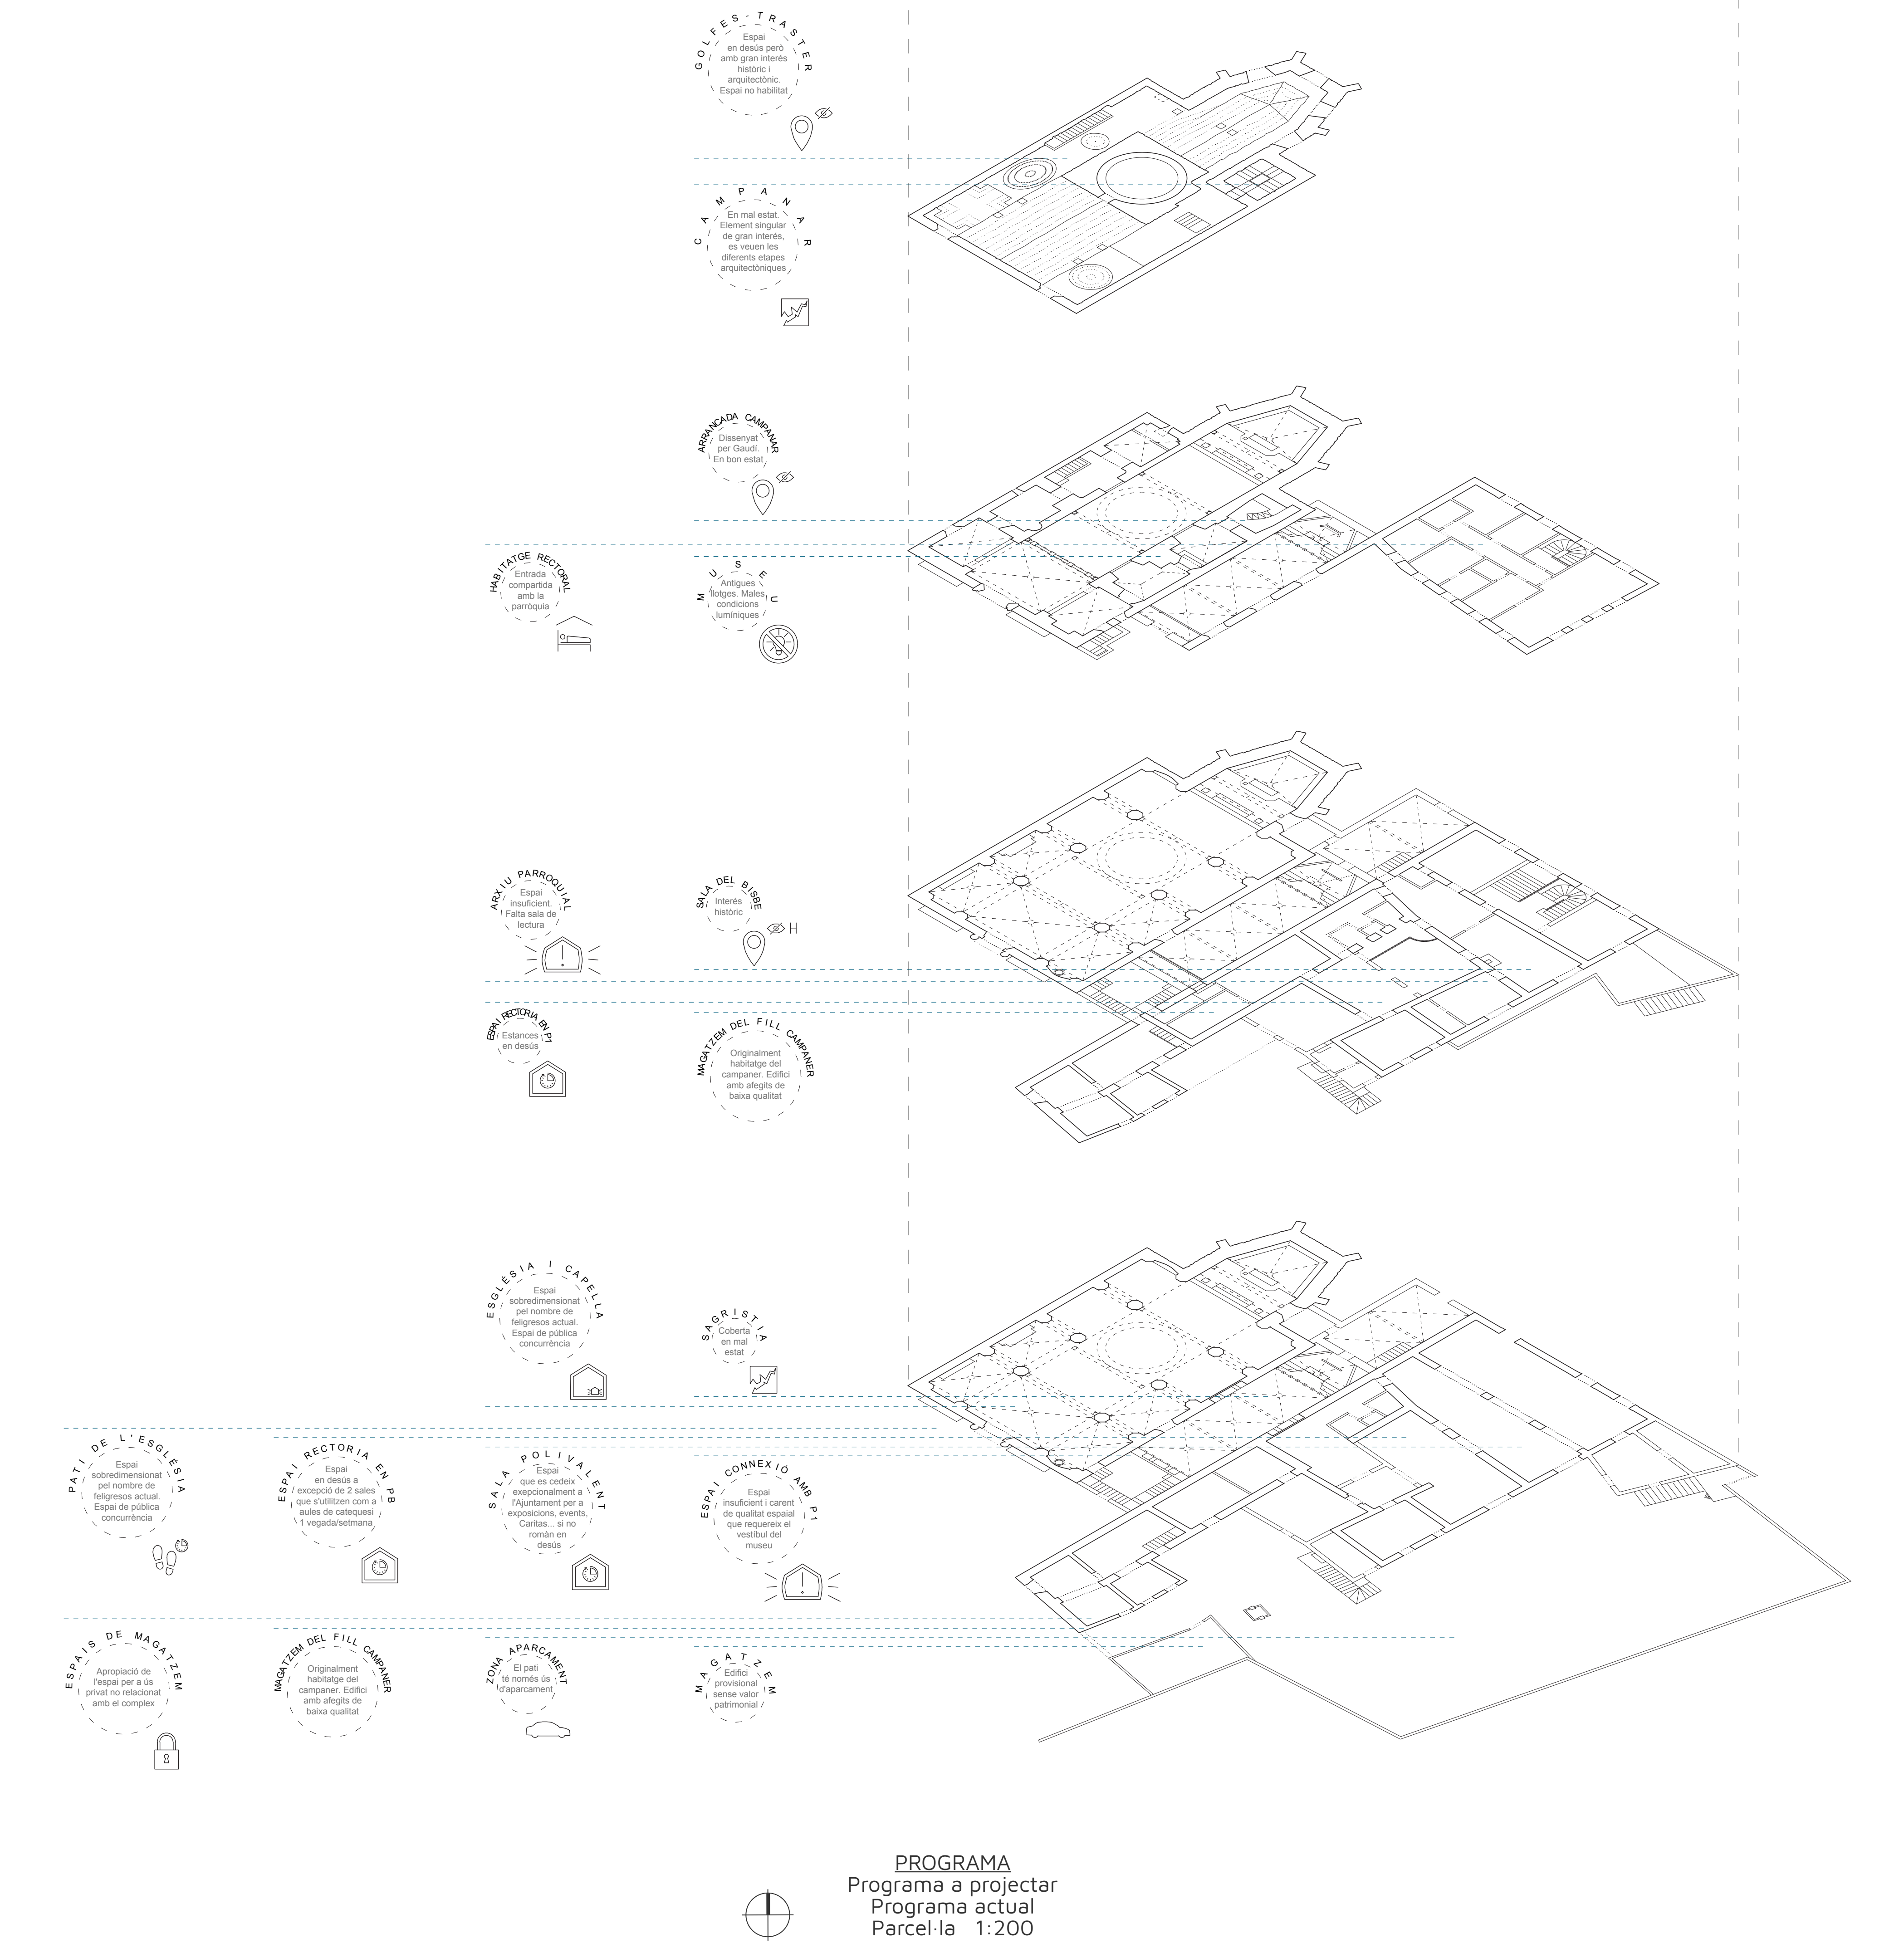 GOLFES-TRASTER
Espai
en desús però
amb gran interés
històric i
arquitectònic.
Espai no habilitat
CAMPANAR
En mal estat.
Element singular
de gran interés,
es veuen les
diferents etapes
arquitectòniques
ARRANCADA CAMPANAR
Dissenyat
per Gaudí.
En bon estat
HABITATGE RECTORAL
Entrada
compartida
amb la
parròquia
MUSEU
Antigues
llotges. Males
condicions
lumíniques
ARXIU PARROQUIAL
Espai
insuficient.
Falta sala de
lectura
SALA DEL BISBE
Interés
històric
H
ESPAI RECTORIA EN P1
Estances
en desús
MAGATZEM DEL FILL CAMPANER
Originalment
habitatge del
campaner. Edifici
amb afegits de
baixa qualitat
ESGLÉSIA I CAPELLA
Espai
sobredimensionat
pel nombre de
feligresos actual.
Espai de pública
concurrència
SAGRISTIA
Coberta
en mal
estat
PATI DE L'ESGLÉSIA
Espai
sobredimensionat
pel nombre de
feligresos actual.
Espai de pública
concurrència
ESPAI RECTORIA EN PB
Espai
en desús a
excepció de 2 sales
que s'utilitzen com a
aules de catequesi
1 vegada/setmana
SALA POLIVALENT
Espai
que es cedeix
exepcionalment a
l'Ajuntament per a
exposicions, events,
Caritas... si no
romàn en
desús
ESPAI CONNEXIÓ AMB P1
Espai
insuficient i carent
de qualitat espaial
que requereix el
vestíbul del
museu
ESPAIS DE MAGATZEM
Apropiació de
l'espai per a ús
privat no relacionat
amb el complex
MAGATZEM DEL FILL CAMPANER
Originalment
habitatge del
campaner. Edifici
amb afegits de
baixa qualitat
ZONA APARCAMENT
El pati
té només ús
d'aparcament
MAGATZEM
Edifici
provisional
sense valor
patrimonial
PROGRAMA
Programa a projectar
Programa actual
Parcel·la 1:200